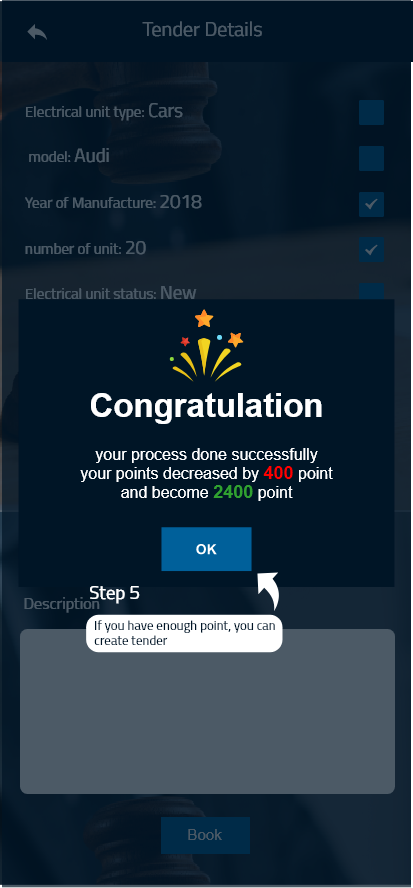 Tender Details
Electrical unit type: Cars
model: Audi
Year of Manufacture: 2018
number of unit: 20
Electrical unit status: New
Congratulation
your process done successfully
your points decreased by 400 point
and become 2400 point
OK
Step 5
Description
If you have enough point, you can
create tender
Book